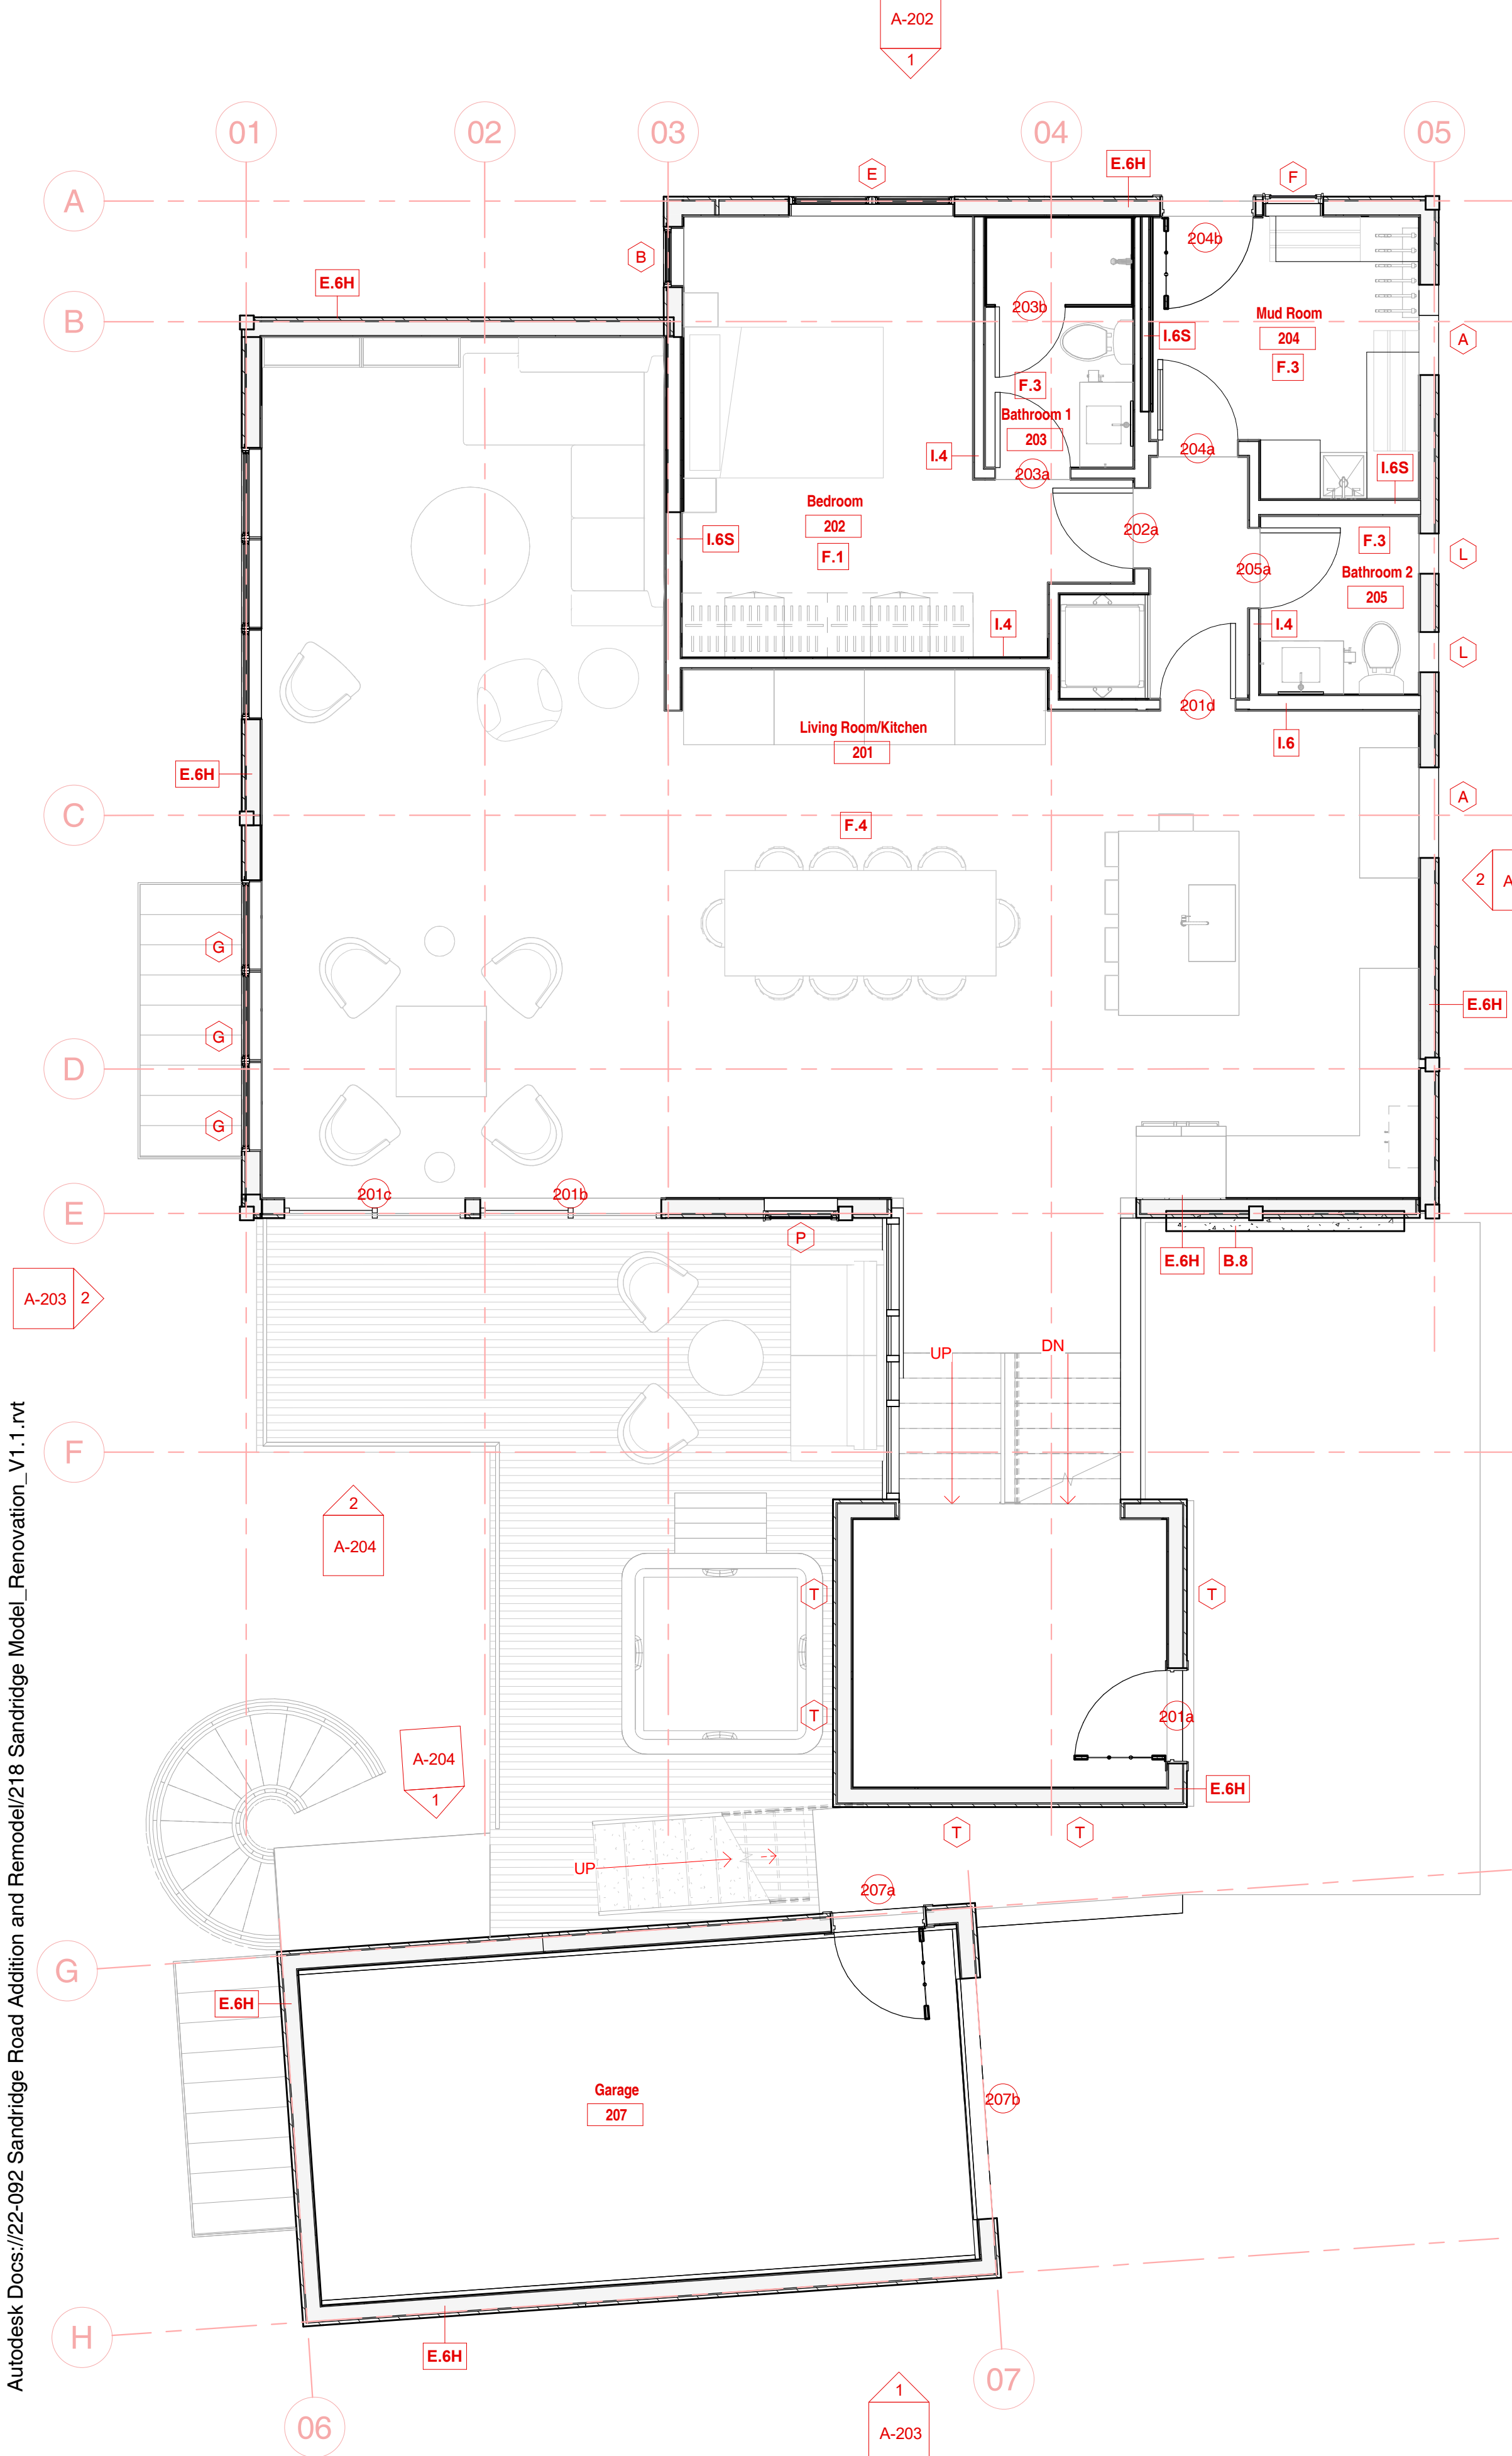 A-202
1
01
02
03
04
05
E
E.6H
F
A
B
204b
E.6H
203b
Mud Room
204
F.3
B
I.6S
A
F.3
Bathroom 1
203
204a
I.4
203a
I.6S
Bedroom
202
F.1
I.6S
202a
F.3
L
205a
Bathroom 2
205
I.4
I.4
L
201d
Living Room/Kitchen
201
I.6
E.6H
A
C
F.4
2
A
G
E.6H
G
D
G
201c
201b
E
P
E.6H
B.8
A-203
2
UP
DN
F
2
A-204
T
T
T
201a
A-204
1
E.6H
T
T
UP
207a
G
E.6H
Garage
207
207b
H
E.6H
07
1
A-203
06
Autodesk Docs://22-092 Sandridge Road Addition and Remodel/218 Sandridge Model_Renovation_V1.1.rvt